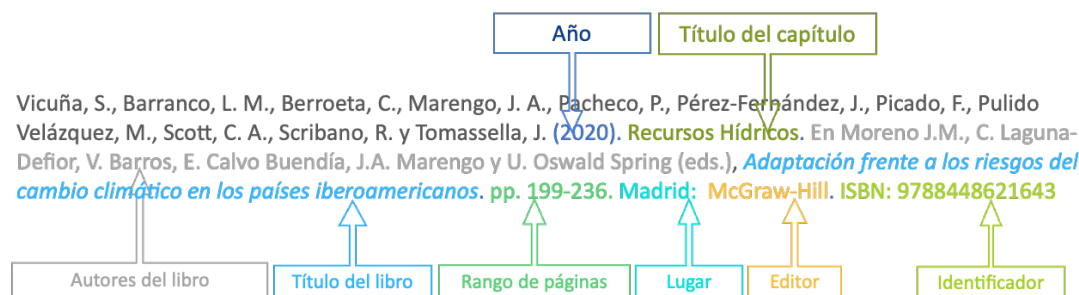 Año Título del capítulo
Vicuña, S., Barranco, L. M., Berroeta, C., Marengo, J. A., Pacheco, P., Pérez-Fernández, J., Picado, F., Pulido
Velázquez, M., Scott, C. A., Scribano, R. y Tomassella, J. (2020). Recursos Hídricos. En Moreno J.M., C. Laguna-
Defior, V. Barros, E. Calvo Buendía, J.A. Marengo y U. Oswald Spring (eds.), Adaptación frente a los riesgos del
cambio climático en los países iberoamericanos. pp. 199-236. Madrid: McGraw-Hill. ISBN: 9788448621643
Autores del libro Título del libro Rango de páginas Lugar Editor Identificador